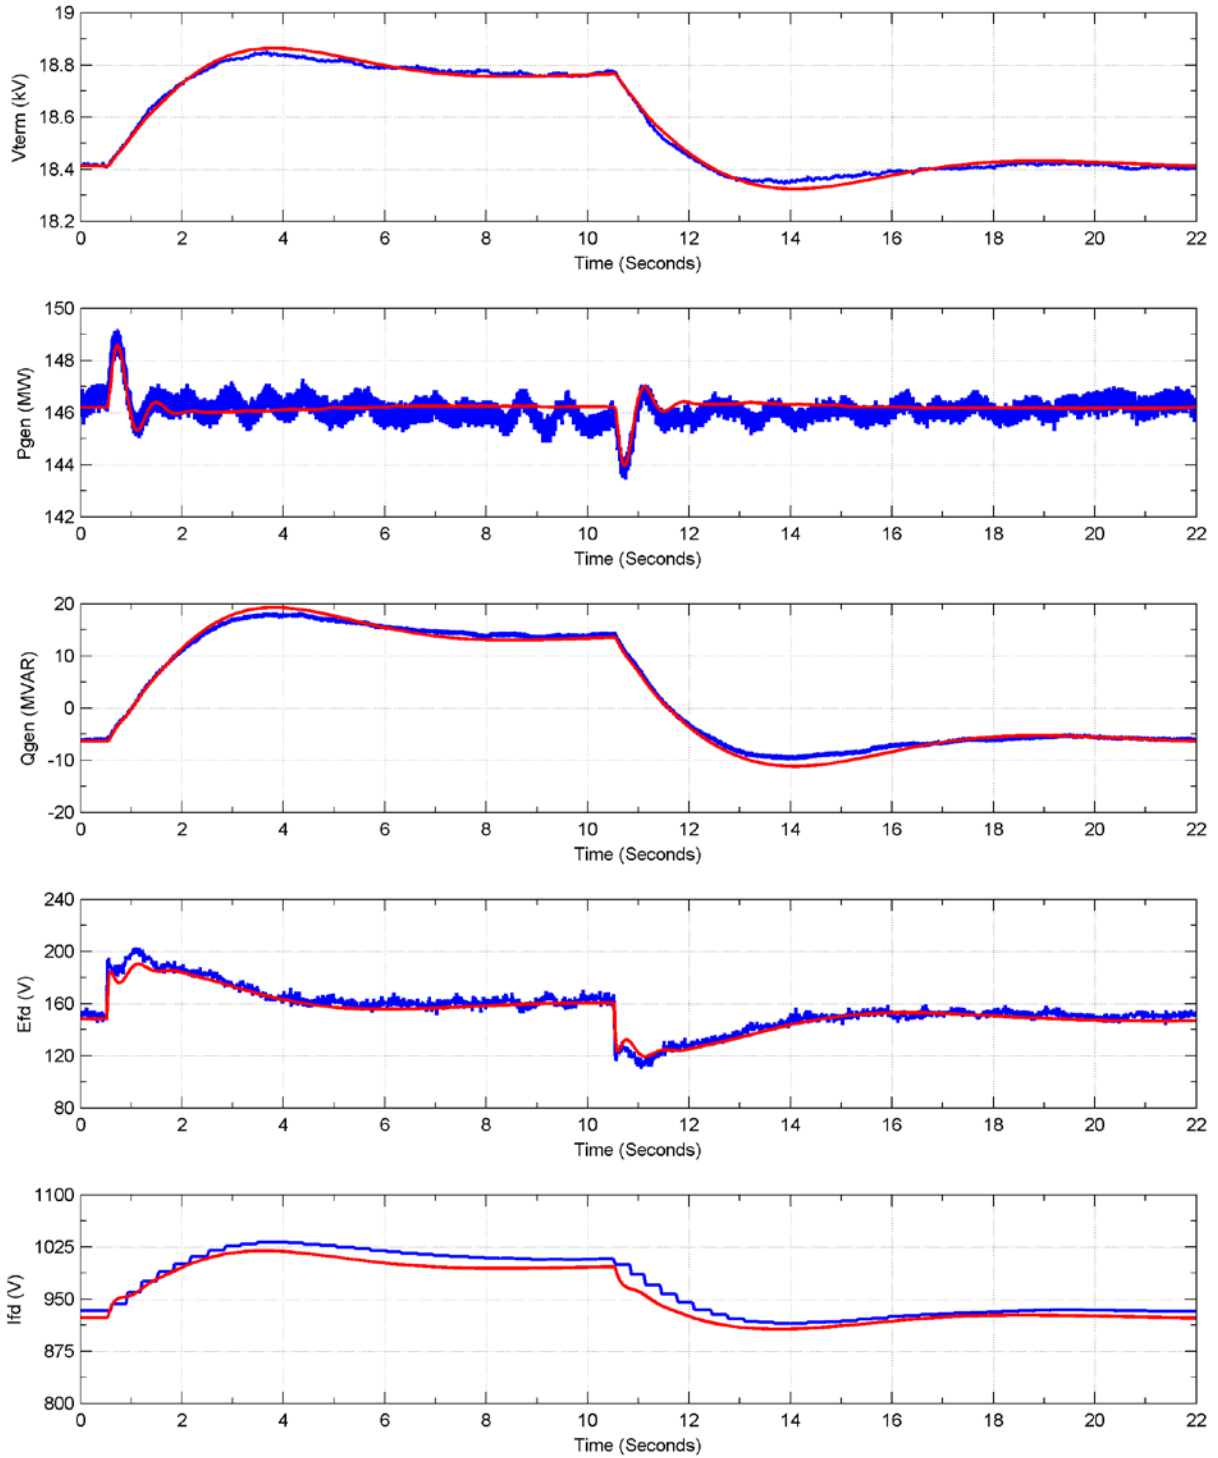 Vterm (kV)
19
18.8
18.6
18.4
18.2
0 2 4 6 8 10 12 14 16 18 20 22
Time (Seconds)
Pgen (MW)
150
148
146
144
142
0 2 4 6 8 10 12 14 16 18 20 22
Time (Seconds)
Qgen (MVAR)
20
10
0
-10
-20
0 2 4 6 8 10 12 14 16 18 20 22
Time (Seconds)
Efd (V)
240
200
160
120
80
0 2 4 6 8 10 12 14 16 18 20 22
Time (Seconds)
Ifd (V)
1100
1025
950
875
800
0 2 4 6 8 10 12 14 16 18 20 22
Time (Seconds)